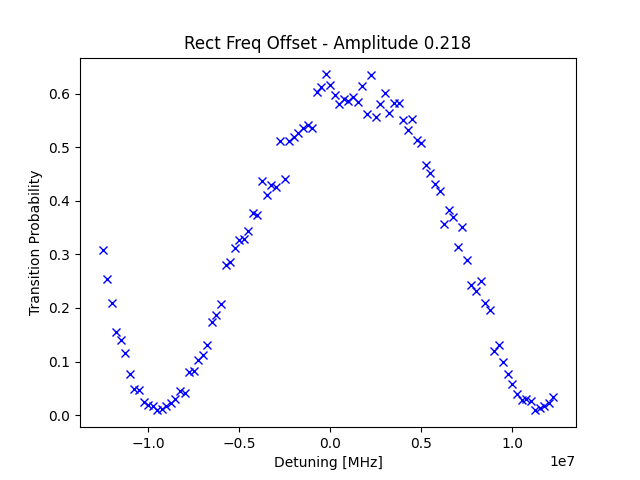 Rect Freq Offset - Amplitude 0.218
Transition Probability
0.6
0.5
0.4
0.3
0.2
0.1
0.0
−1.0 −0.5 0.0 0.5 1.0
1e7
Detuning [MHz]